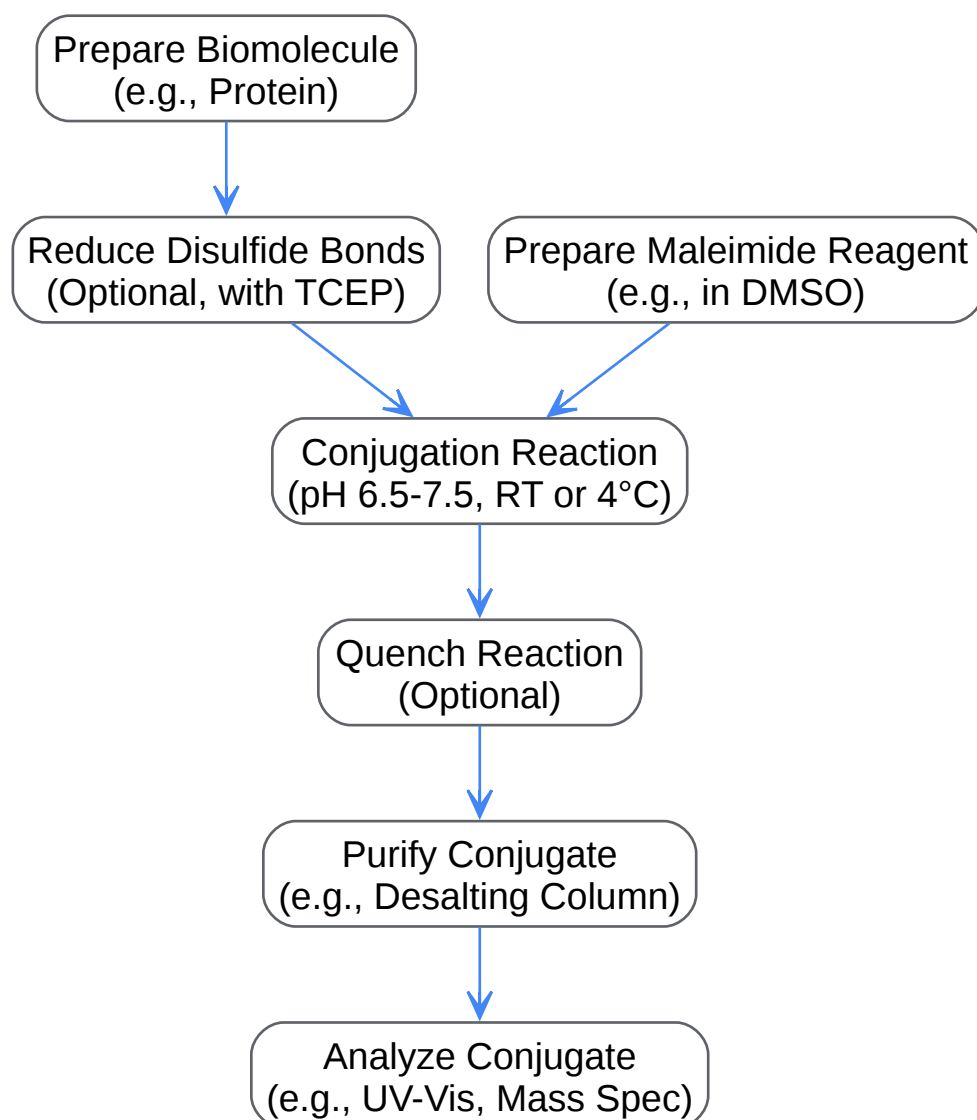 Prepare Biomolecule
(e.g., Protein)
Reduce Disulfide Bonds
(Optional, with TCEP)
Prepare Maleimide Reagent
(e.g., in DMSO)
Conjugation Reaction
(pH 6.5-7.5, RT or 4°C)
Quench Reaction
(Optional)
Purify Conjugate
(e.g., Desalting Column)
Analyze Conjugate
(e.g., UV-Vis, Mass Spec)